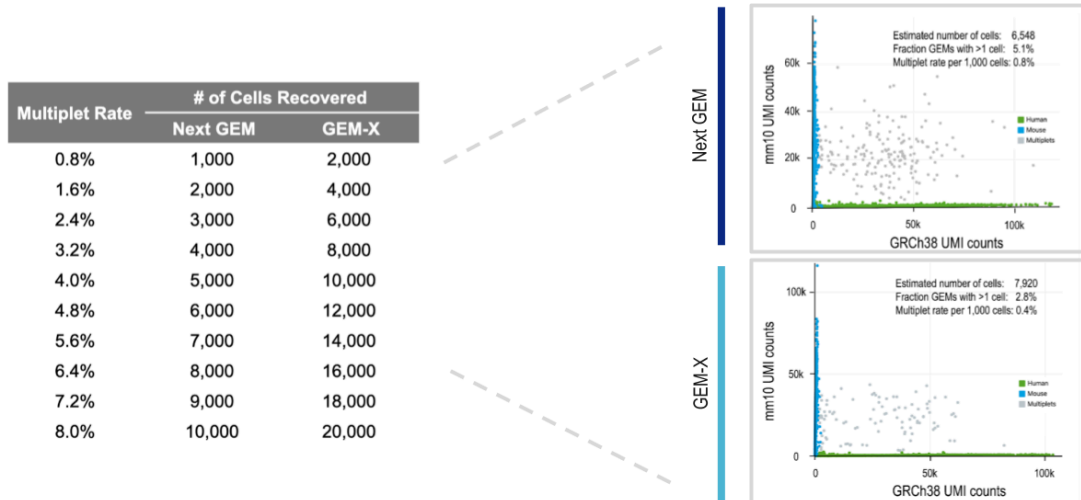 Multiplet Rate # of Cells Recovered
Next GEM GEM-X
0.8% 1,000 2,000
1.6% 2,000 4,000
2.4% 3,000 6,000
3.2% 4,000 8,000
4.0% 5,000 10,000
4.8% 6,000 12,000
5.6% 7,000 14,000
6.4% 8,000 16,000
7.2% 9,000 18,000
8.0% 10,000 20,000
Next GEM
mm10 UMI counts
60k
40k
20k
0
Estimated number of cells: 6,548
Fraction GEMs with >1 cell: 5.1%
Multiplet rate per 1,000 cells: 0.8%
Human
Mouse
Multiplets
0 50k 100k
GRCh38 UMI counts
GEM-X
mm10 UMI counts
100k
50k
0
Estimated number of cells: 7,920
Fraction GEMs with >1 cell: 2.8%
Multiplet rate per 1,000 cells: 0.4%
Human
Mouse
Multiplets
0 50k 100k
GRCh38 UMI counts